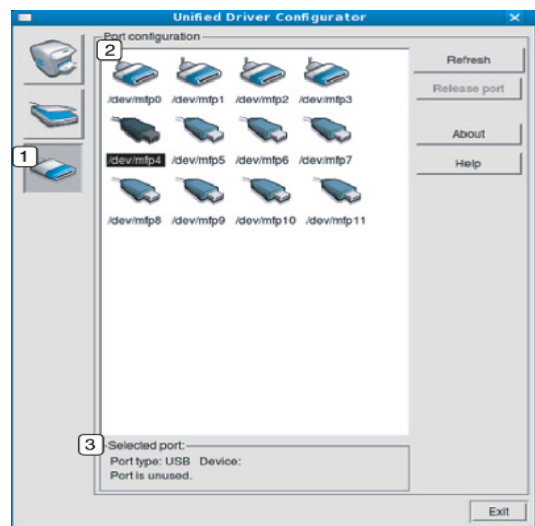 Unified Driver Configurator
Port configuration
2
Refresh
/dev/mfp0 /dev/mfp1 /dev/mfp2 /dev/mfp3
Release port
About
1
/dev/mfp4 /dev/mfp5 /dev/mfp6 /dev/mfp7
Help
/dev/mfp8 /dev/mfp9 /dev/mfp10 /dev/mfp11
3
Selected port:
Port type: USB Device:
Port is unused.
Exit